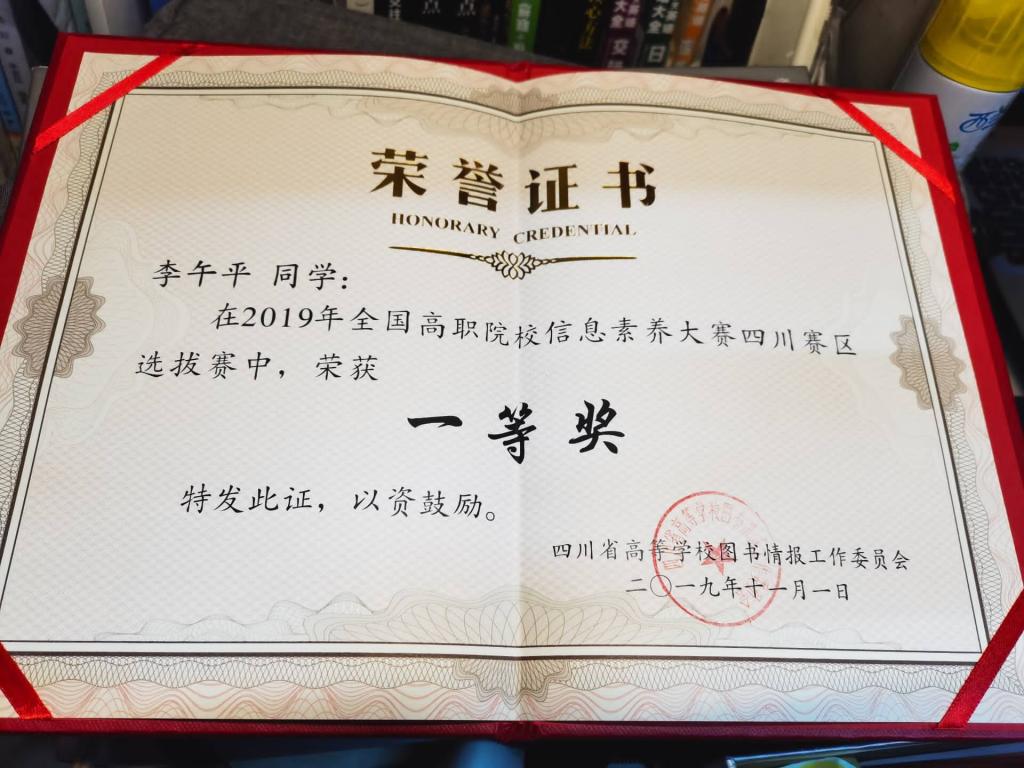 荣誉证书
HONORARY CREDENTIAL
李午平 同学：
在2019年全国高职院校信息素养大赛四川赛区
选拔赛中，荣获
一等奖
特发此证，以资鼓励。
四川省高等学校图书情报工作委员会
二〇一九年十一月一日